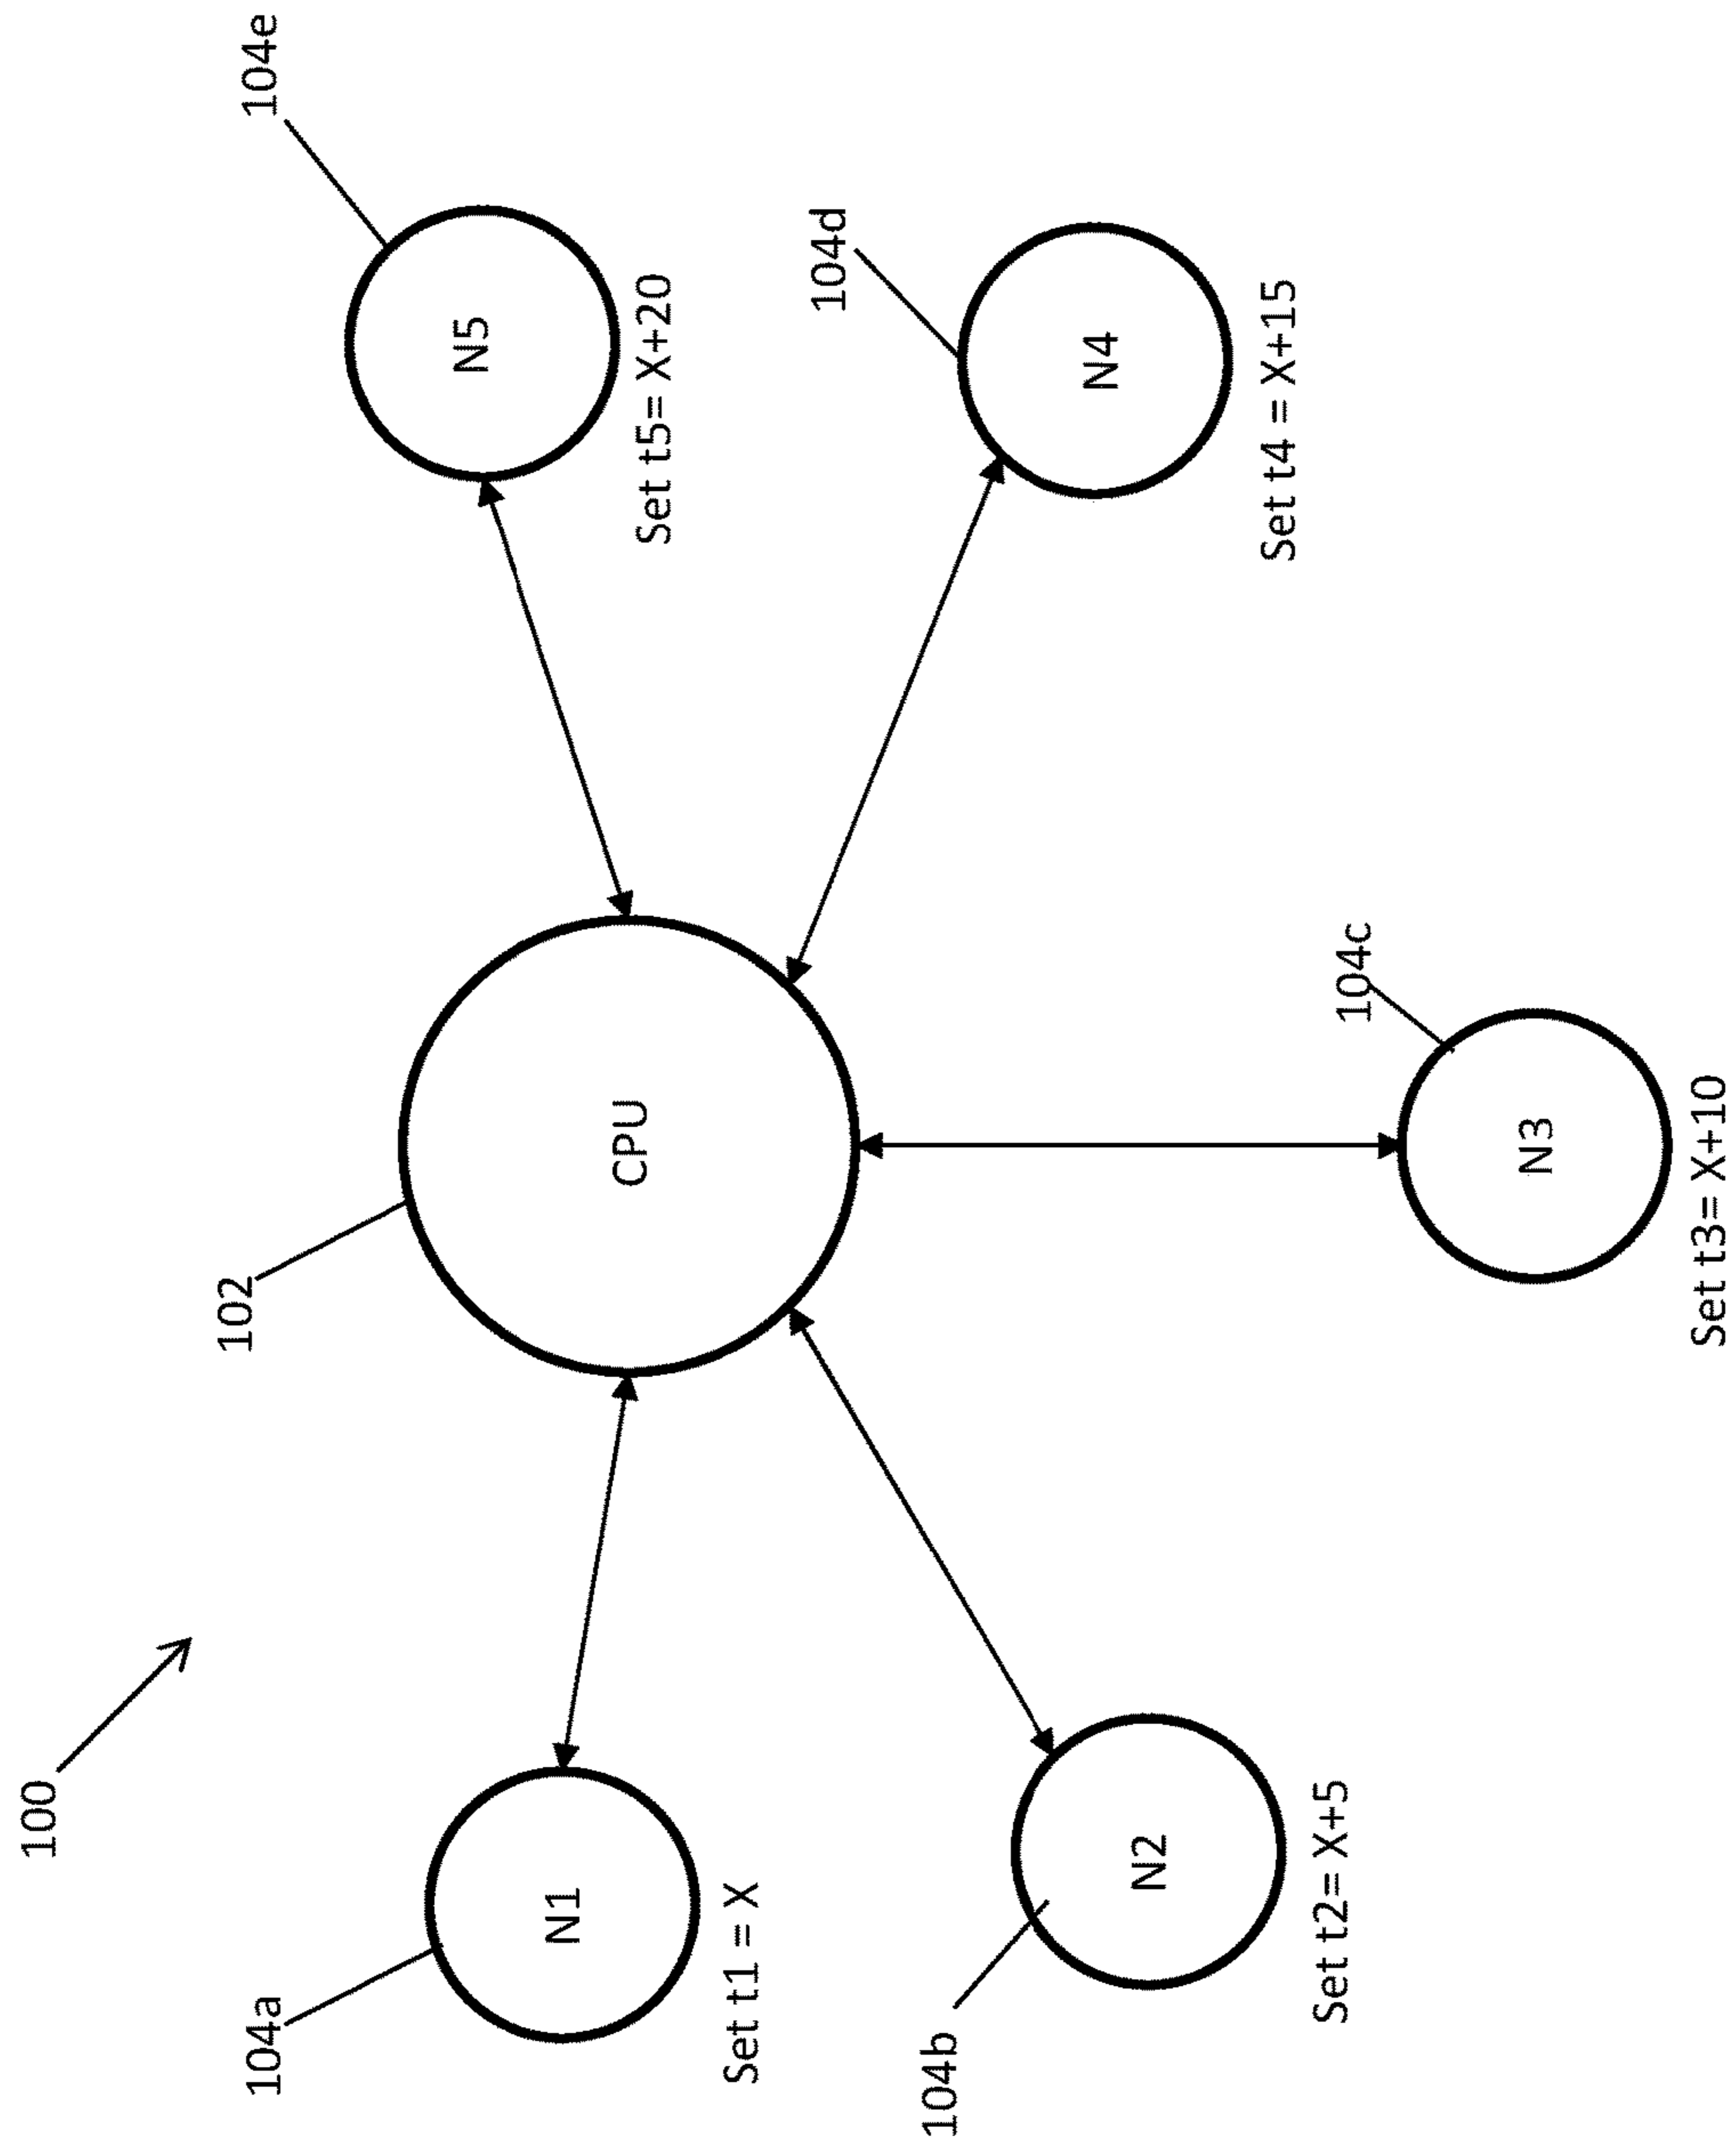 100
102
104e
104a
N1
Set t1 = X
CPU
N5
Set t5= X+20
104d
104b
N2
Set t2= X+5
N4
Set t4 = X+15
104c
N3
Set t3= X+10